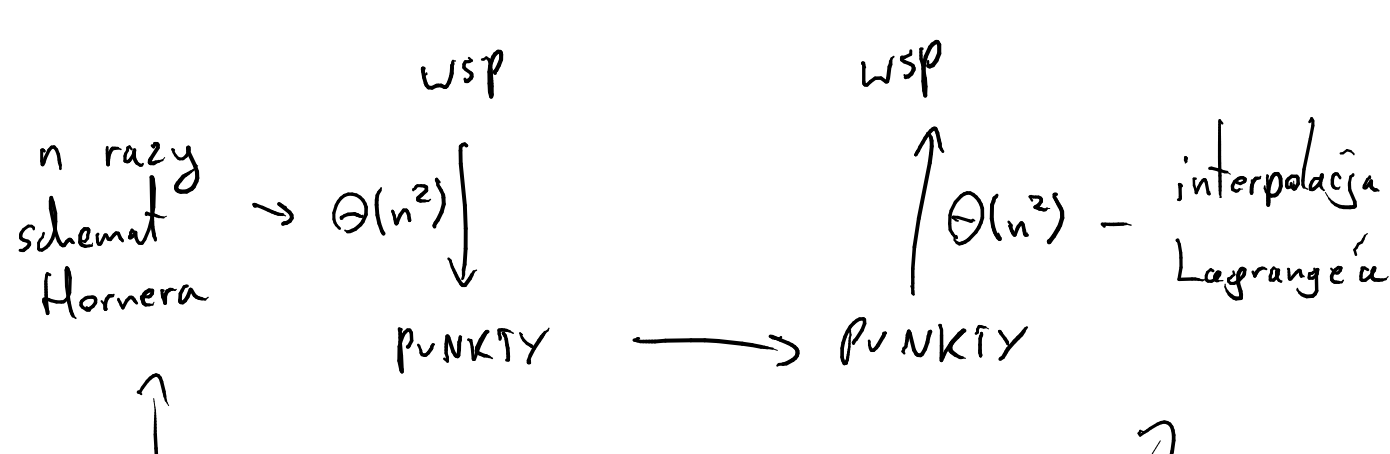 WSP WSP
n razy
schemat
Hornera
→ Θ(n²)
Θ(n²) –
interpolacja
Lagrange'a
PUNKTY → PUNKTY